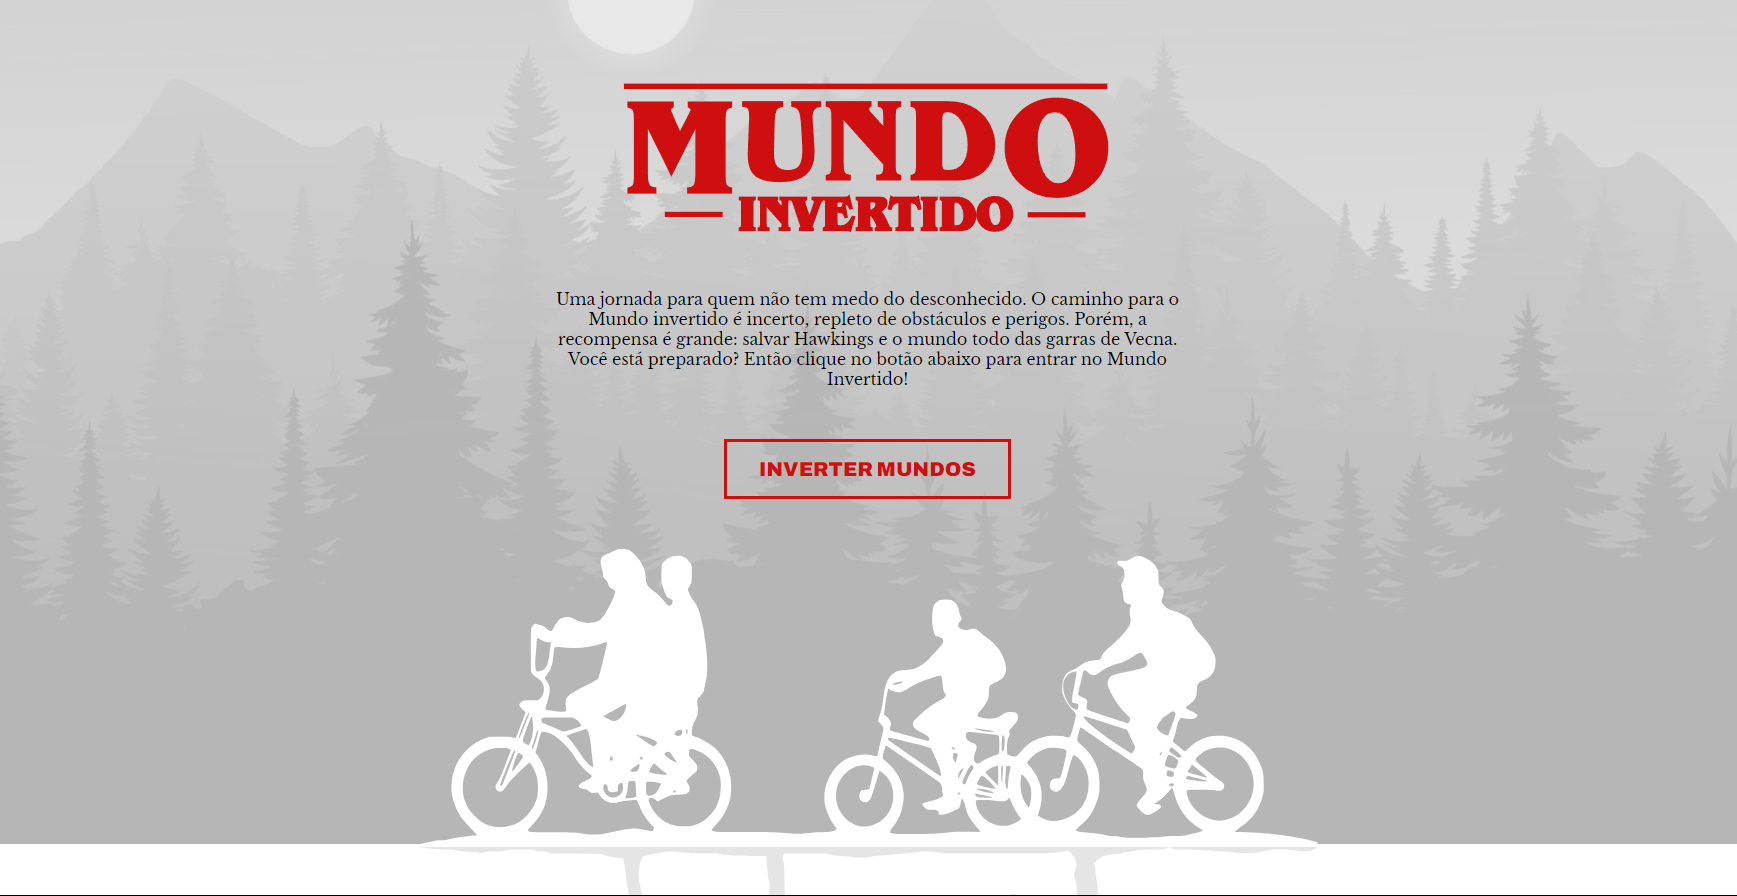 MUNDO
INVERTIDO
Uma jornada para quem não tem medo do desconhecido. O caminho para o
Mundo invertido é incerto, repleto de obstáculos e perigos. Porém, a
recompensa é grande: salvar Hawkings e o mundo todo das garras de Vecna.
Você está preparado? Então clique no botão abaixo para entrar no Mundo
Invertido!
INVERTER MUNDOS